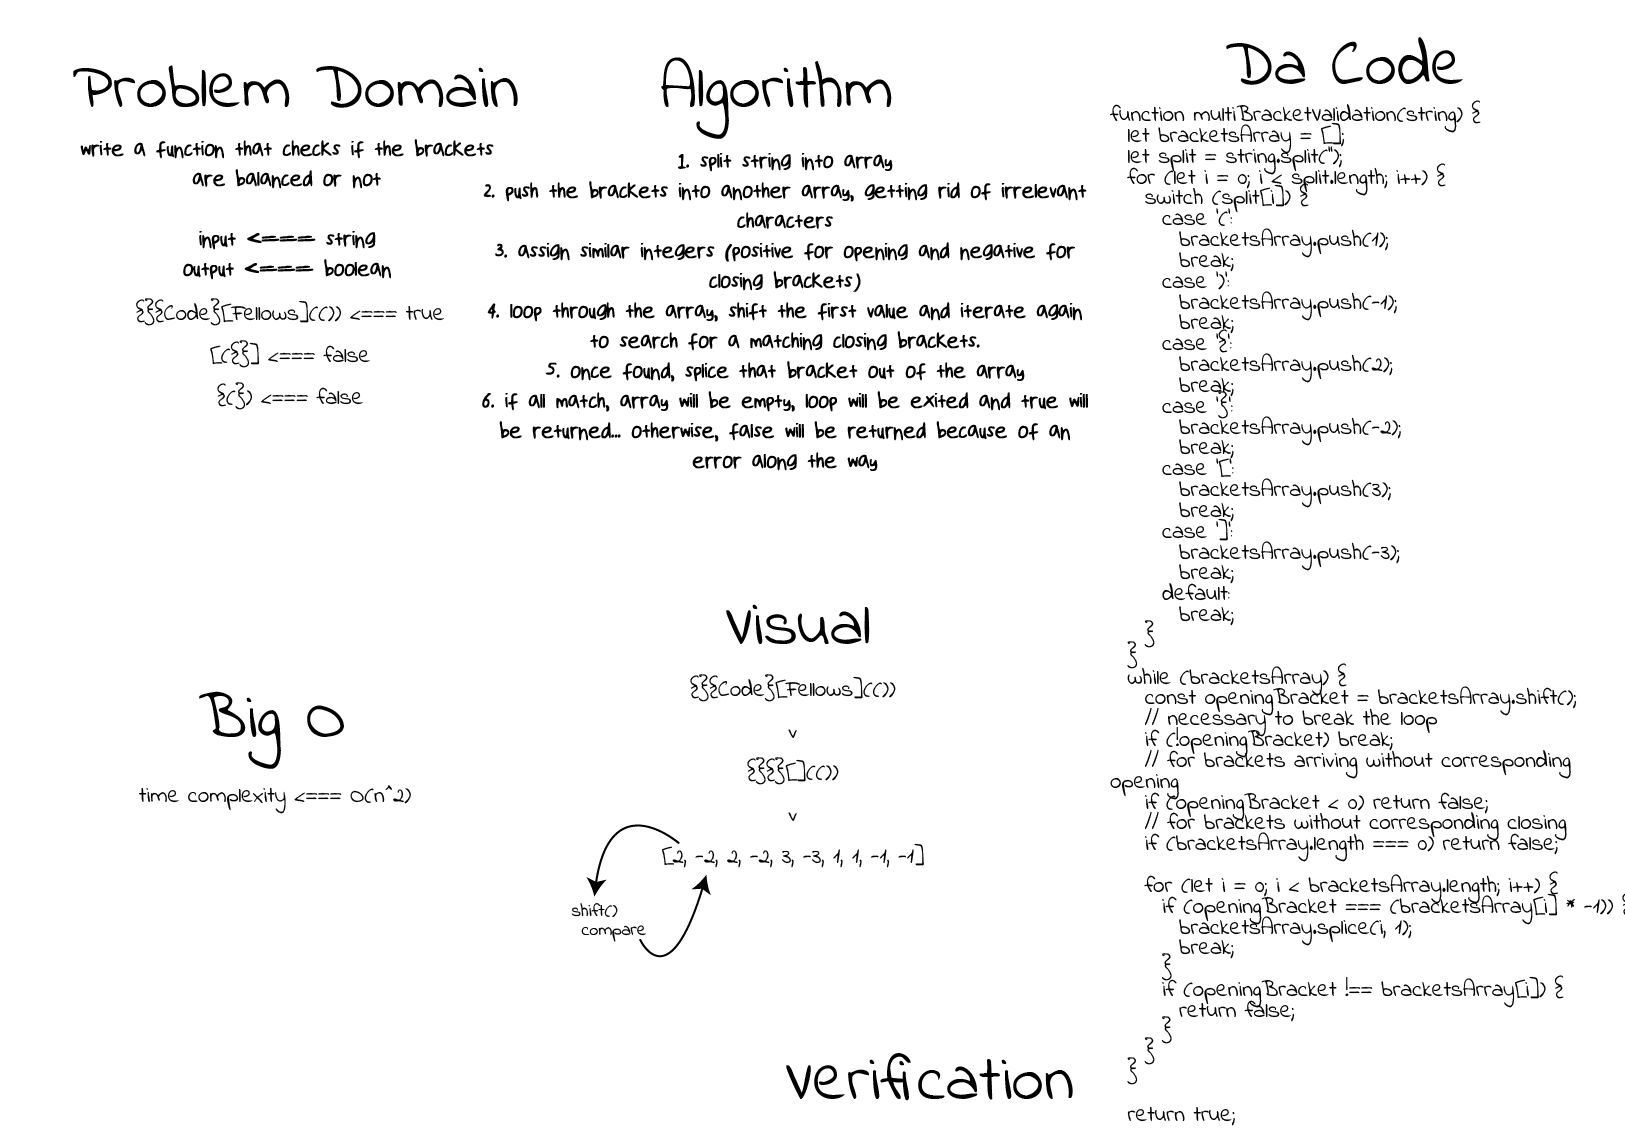 Problem Domain
write a function that checks if the brackets
are balanced or not
input <==== string
output <==== boolean
{}{Code}[Fellows](()) <=== true
[({}] <=== false
{(}) <=== false
Big O
time complexity <=== O(n^2)
Algorithm
1. split string into array
2. push the brackets into another array, getting rid of irrelevant
characters
3. assign similar integers (positive for opening and negative for
closing brackets)
4. loop through the array, shift the first value and iterate again
to search for a matching closing brackets.
5. once found, splice that bracket out of the array
6. if all match, array will be empty, loop will be exited and true will
be returned... otherwise, false will be returned because of an
error along the way
Visual
{}{Code}[Fellows](())
v
{}{}[](())
v
[2, -2, 2, -2, 3, -3, 1, 1, -1, -1]
shift()
compare
Verification
Da Code
function multiBracketValidation(string) {
let bracketsArray = [];
let split = string.split('');
for (let i = 0; i < split.length; i++) {
switch (split[i]) {
case '(':
bracketsArray.push(1);
break;
case ')':
bracketsArray.push(-1);
break;
case '{':
bracketsArray.push(2);
break;
case '}':
bracketsArray.push(-2);
break;
case '[':
bracketsArray.push(3);
break;
case ']':
bracketsArray.push(-3);
break;
default:
break;
}
}
while (bracketsArray) {
const openingBracket = bracketsArray.shift();
// necessary to break the loop
if (!openingBracket) break;
// for brackets arriving without corresponding
opening
if (openingBracket < 0) return false;
// for brackets without corresponding closing
if (bracketsArray.length === 0) return false;
for (let i = 0; i < bracketsArray.length; i++) {
if (openingBracket === (bracketsArray[i] * -1)) {
bracketsArray.splice(i, 1);
break;
}
if (openingBracket !== bracketsArray[i]) {
return false;
}
}
}
return true;